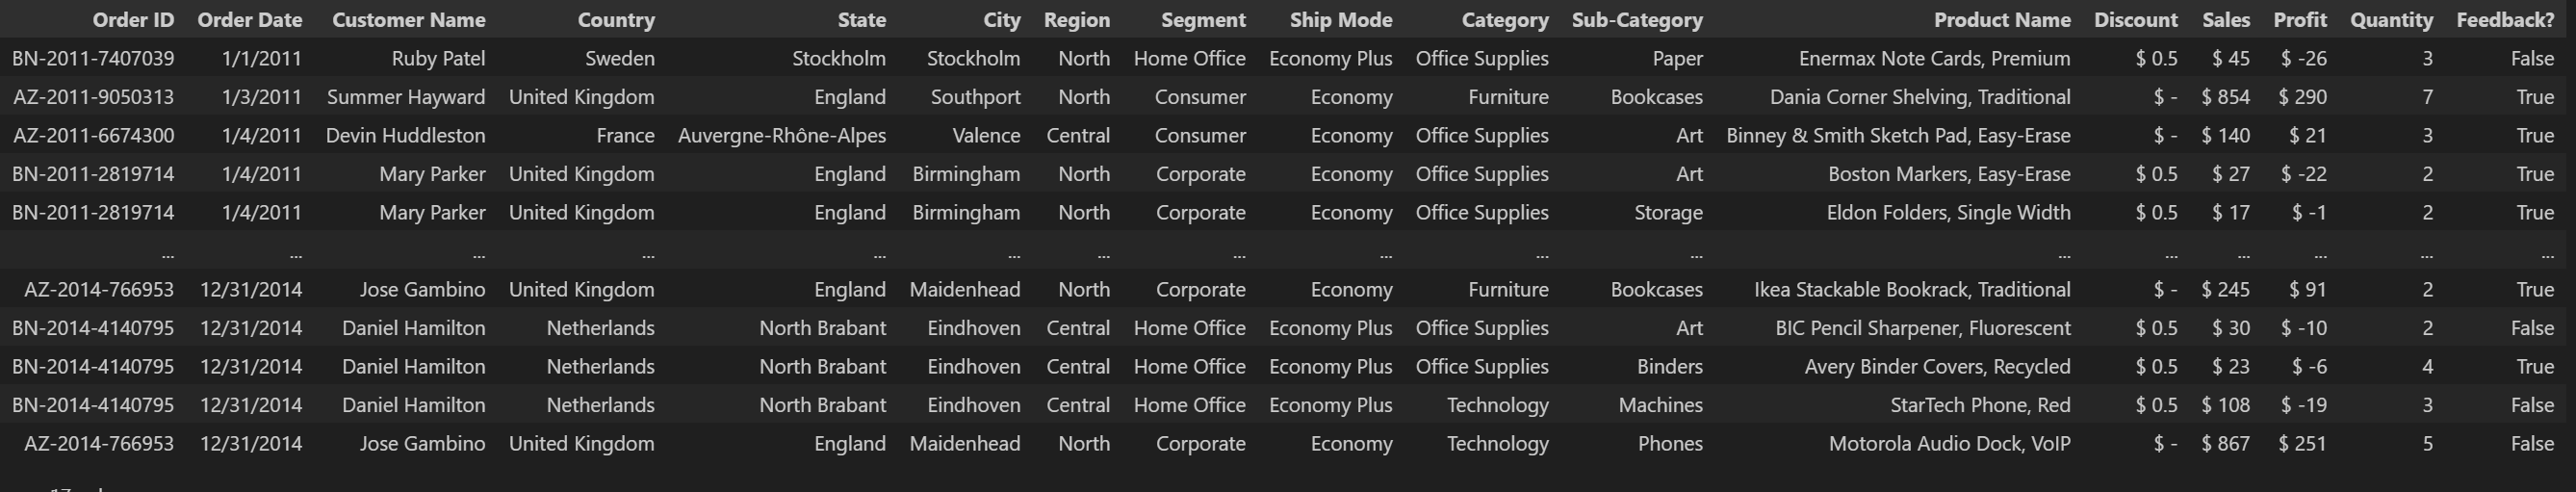 Order ID Order Date Customer Name Country State City Region Segment Ship Mode Category Sub-Category Product Name Discount Sales Profit Quantity Feedback?
BN-2011-7407039 1/1/2011 Ruby Patel Sweden Stockholm Stockholm North Home Office Economy Plus Office Supplies Paper Enermax Note Cards, Premium $ 0.5 $ 45 $ -26 3 False
AZ-2011-9050313 1/3/2011 Summer Hayward United Kingdom England Southport North Consumer Economy Furniture Bookcases Dania Corner Shelving, Traditional $ - $ 854 $ 290 7 True
AZ-2011-6674300 1/4/2011 Devin Huddleston France Auvergne-Rhône-Alpes Valence Central Consumer Economy Office Supplies Art Binney & Smith Sketch Pad, Easy-Erase $ - $ 140 $ 21 3 True
BN-2011-2819714 1/4/2011 Mary Parker United Kingdom England Birmingham North Corporate Economy Office Supplies Art Boston Markers, Easy-Erase $ 0.5 $ 27 $ -22 2 True
BN-2011-2819714 1/4/2011 Mary Parker United Kingdom England Birmingham North Corporate Economy Office Supplies Storage Eldon Folders, Single Width $ 0.5 $ 17 $ -1 2 True
... ... ... ... ... ... ... ... ... ... ... ... ... ... ... ... ...
AZ-2014-766953 12/31/2014 Jose Gambino United Kingdom England Maidenhead North Corporate Economy Furniture Bookcases Ikea Stackable Bookrack, Traditional $ - $ 245 $ 91 2 True
BN-2014-4140795 12/31/2014 Daniel Hamilton Netherlands North Brabant Eindhoven Central Home Office Economy Plus Office Supplies Art BIC Pencil Sharpener, Fluorescent $ 0.5 $ 30 $ -10 2 False
BN-2014-4140795 12/31/2014 Daniel Hamilton Netherlands North Brabant Eindhoven Central Home Office Economy Plus Office Supplies Binders Avery Binder Covers, Recycled $ 0.5 $ 23 $ -6 4 True
BN-2014-4140795 12/31/2014 Daniel Hamilton Netherlands North Brabant Eindhoven Central Home Office Economy Plus Technology Machines StarTech Phone, Red $ 0.5 $ 108 $ -19 3 False
AZ-2014-766953 12/31/2014 Jose Gambino United Kingdom England Maidenhead North Corporate Economy Technology Phones Motorola Audio Dock, VoIP $ - $ 867 $ 251 5 False